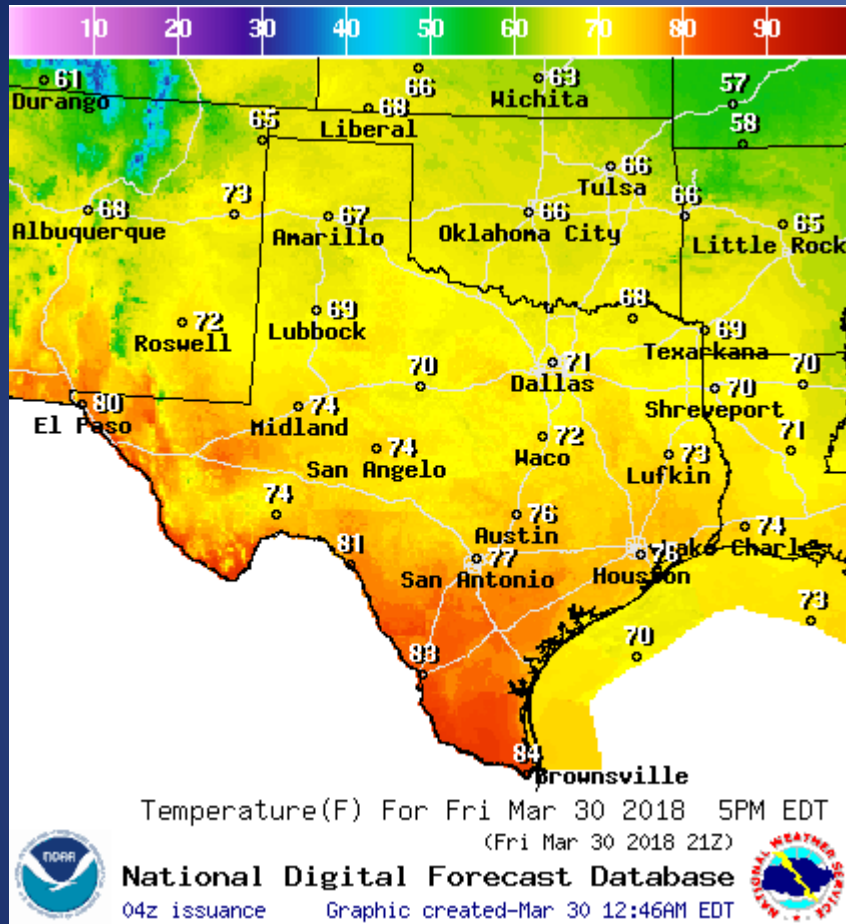 10 20 30 40 50 60 70 80 90
61
Durango
66
63
Wichita
57
68
Liberal
65
58
66
Tulsa
68
Albuquerque
73
67
Amarillo
66
Oklahoma City
66
65
Little Rock
72
Roswell
69
Lubbock
68
69
Texarkana
70
71
Dallas
70
Shreveport
70
80
El Paso
74
Midland
74
San Angelo
72
Waco
73
Lufkin
71
74
76
Austin
74
Lake Charles
81
77
San Antonio
76
Houston
73
70
83
84
Brownsville
Temperature(F) For Fri Mar 30 2018 5PM EDT
(Fri Mar 30 2018 21Z)
NOAA
National Digital Forecast Database
04z issuance Graphic created-Mar 30 12:46AM EDT
NATIONAL WEATHER SERVICE